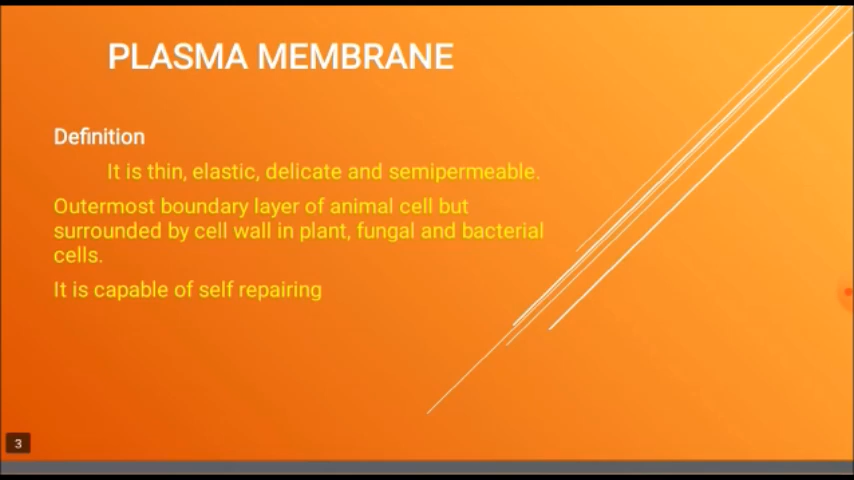 PLASMA MEMBRANE
Definition
It is thin, elastic, delicate and semipermeable.
Outermost boundary layer of animal cell but
surrounded by cell wall in plant, fungal and bacterial
cells.
It is capable of self repairing
3